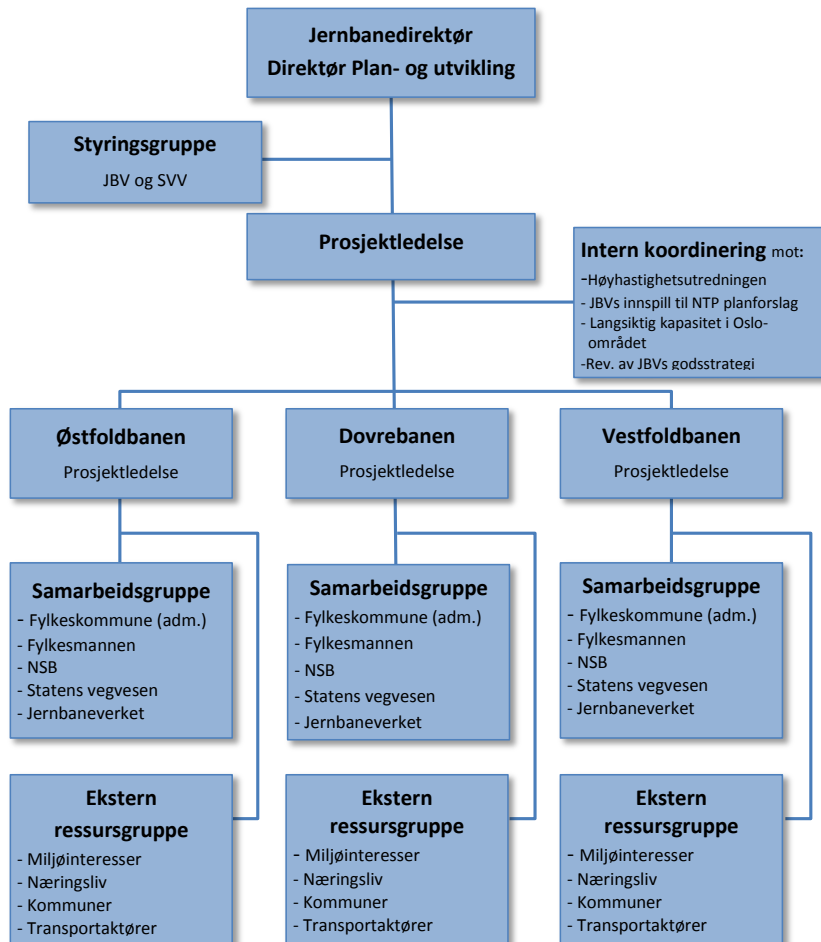 Jernbanedirektør
Direktør Plan- og utvikling
Styringsgruppe
JBV og SVV
Prosjektledelse
Intern koordinering mot:
-Høyhastighetsutredningen
- JBVs innspill til NTP planforslag
- Langsiktig kapasitet i Oslo-
området
-Rev. av JBVs godsstrategi
Østfoldbanen
Prosjektledelse
Dovrebanen
Prosjektledelse
Vestfoldbanen
Prosjektledelse
Samarbeidsgruppe
- Fylkeskommune (adm.)
- Fylkesmannen
- NSB
- Statens vegvesen
- Jernbaneverket
Samarbeidsgruppe
- Fylkeskommune (adm.)
- Fylkesmannen
- NSB
- Statens vegvesen
- Jernbaneverket
Samarbeidsgruppe
- Fylkeskommune (adm.)
- Fylkesmannen
- NSB
- Statens vegvesen
- Jernbaneverket
Ekstern
ressursgruppe
- Miljøinteresser
- Næringsliv
- Kommuner
- Transportaktører
Ekstern
ressursgruppe
- Miljøinteresser
- Næringsliv
- Kommuner
- Transportaktører
Ekstern
ressursgruppe
- Miljøinteresser
- Næringsliv
- Kommuner
- Transportaktører